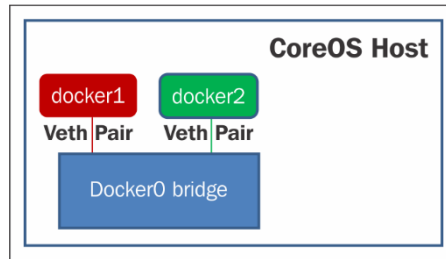 CoreOS Host
docker1
docker2
Veth Pair
Veth Pair
Docker0 bridge